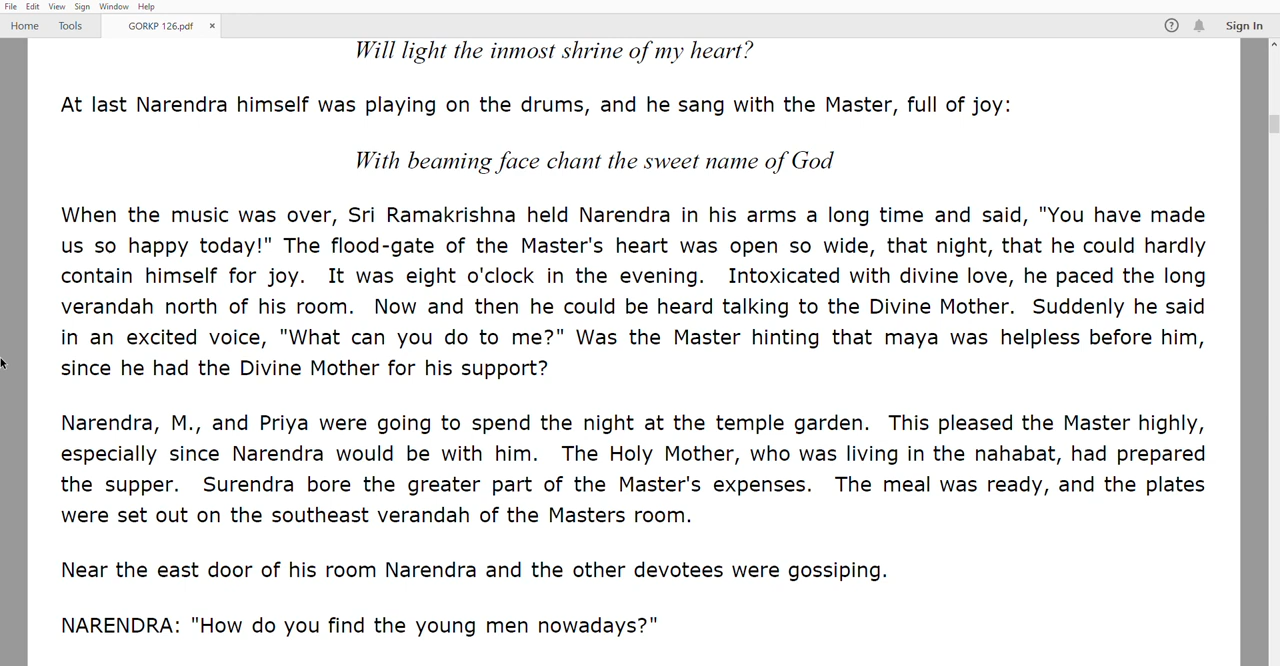 File Edit View Sign Window Help
Home Tools GORKP 126.pdf × ? Sign In
Will light the inmost shrine of my heart?
At last Narendra himself was playing on the drums, and he sang with the Master, full of joy:
With beaming face chant the sweet name of God
When the music was over, Sri Ramakrishna held Narendra in his arms a long time and said, "You have made
us so happy today!" The flood-gate of the Master's heart was open so wide, that night, that he could hardly
contain himself for joy. It was eight o'clock in the evening. Intoxicated with divine love, he paced the long
verandah north of his room. Now and then he could be heard talking to the Divine Mother. Suddenly he said
in an excited voice, "What can you do to me?" Was the Master hinting that maya was helpless before him,
since he had the Divine Mother for his support?
Narendra, M., and Priya were going to spend the night at the temple garden. This pleased the Master highly,
especially since Narendra would be with him. The Holy Mother, who was living in the nahabat, had prepared
the supper. Surendra bore the greater part of the Master's expenses. The meal was ready, and the plates
were set out on the southeast verandah of the Masters room.
Near the east door of his room Narendra and the other devotees were gossiping.
NARENDRA: "How do you find the young men nowadays?"